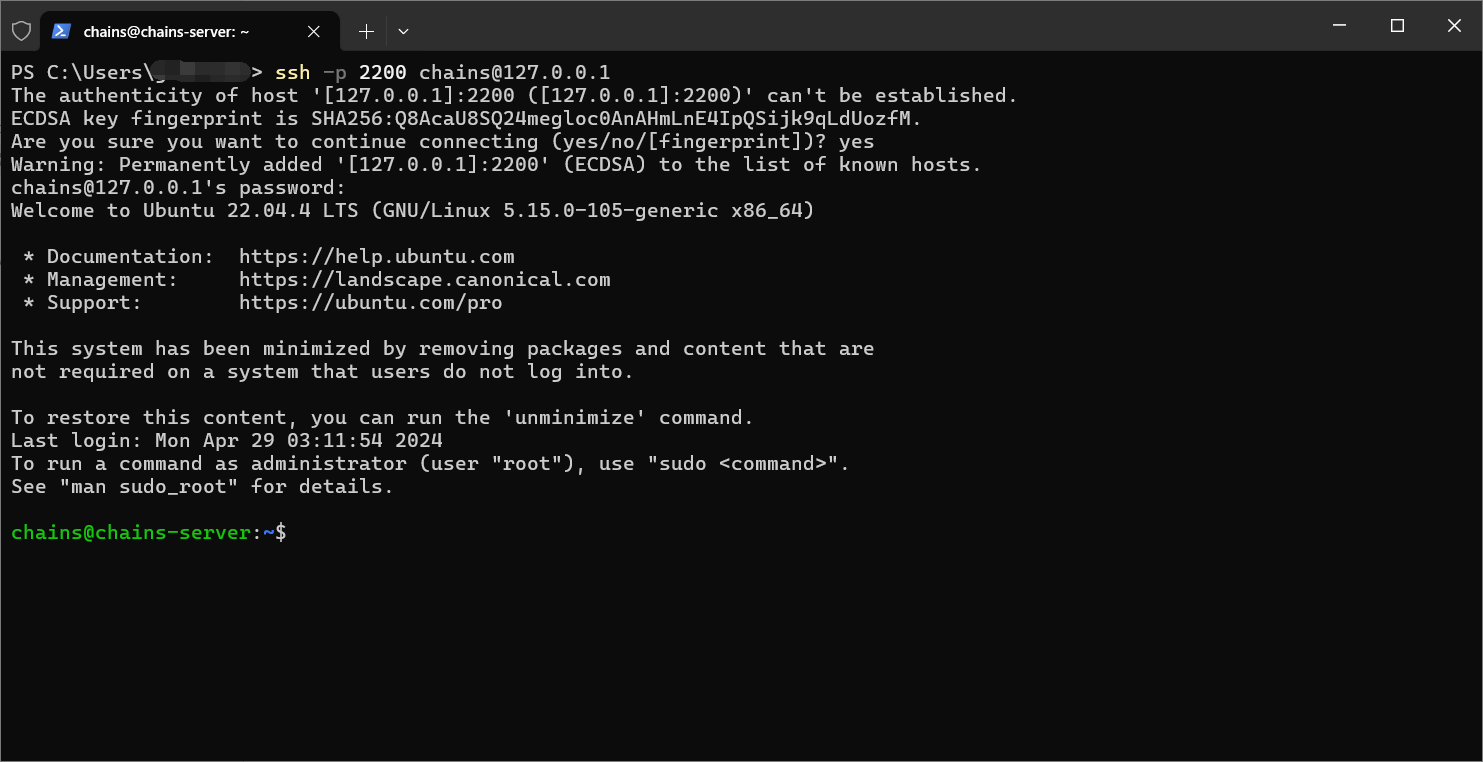 chains@chains-server: ~
PS C:\Users\> ssh -p 2200 chains@127.0.0.1
The authenticity of host '[127.0.0.1]:2200 ([127.0.0.1]:2200)' can't be established.
ECDSA key fingerprint is SHA256:Q8AcaU8SQ24megloc0AnAHmLnE4IpQSijk9qLdUozfM.
Are you sure you want to continue connecting (yes/no/[fingerprint])? yes
Warning: Permanently added '[127.0.0.1]:2200' (ECDSA) to the list of known hosts.
chains@127.0.0.1's password:
Welcome to Ubuntu 22.04.4 LTS (GNU/Linux 5.15.0-105-generic x86_64)
* Documentation: https://help.ubuntu.com
* Management: https://landscape.canonical.com
* Support: https://ubuntu.com/pro
This system has been minimized by removing packages and content that are
not required on a system that users do not log into.
To restore this content, you can run the 'unminimize' command.
Last login: Mon Apr 29 03:11:54 2024
To run a command as administrator (user "root"), use "sudo <command>".
See "man sudo_root" for details.
chains@chains-server:~$